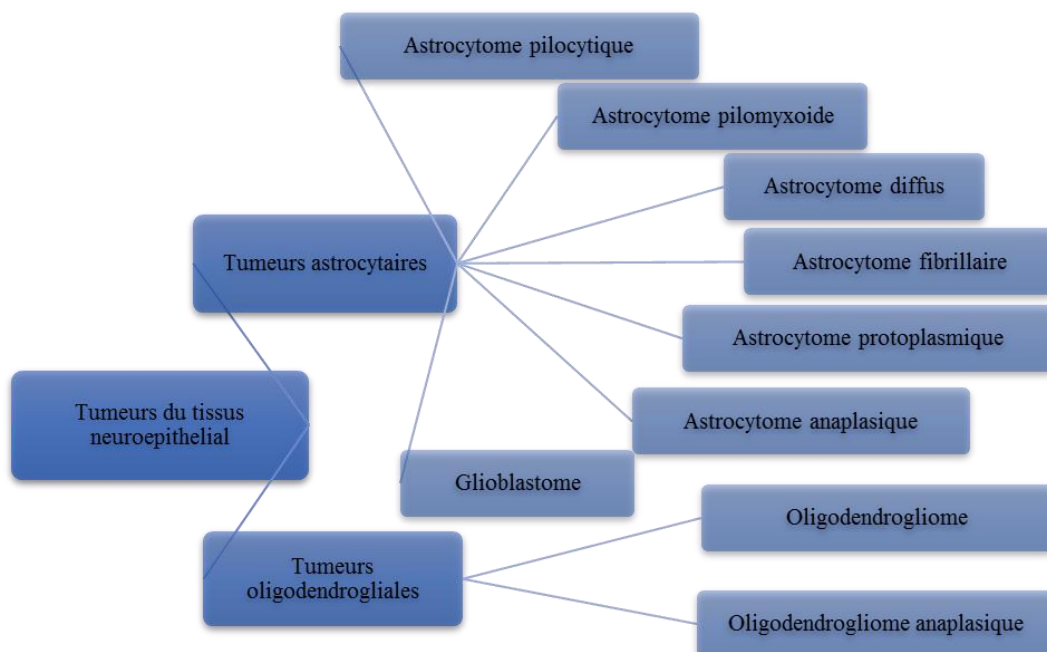 Astrocytome pilocytique
Astrocytome pilomyxoide
Astrocytome diffus
Tumeurs astrocytaires
Astrocytome fibrillaire
Astrocytome protoplasmique
Tumeurs du tissus
neuroepithelial
Astrocytome anaplasique
Glioblastome
Oligodendrogliome
Tumeurs
oligodendrogliales
Oligodendrogliome anaplasique